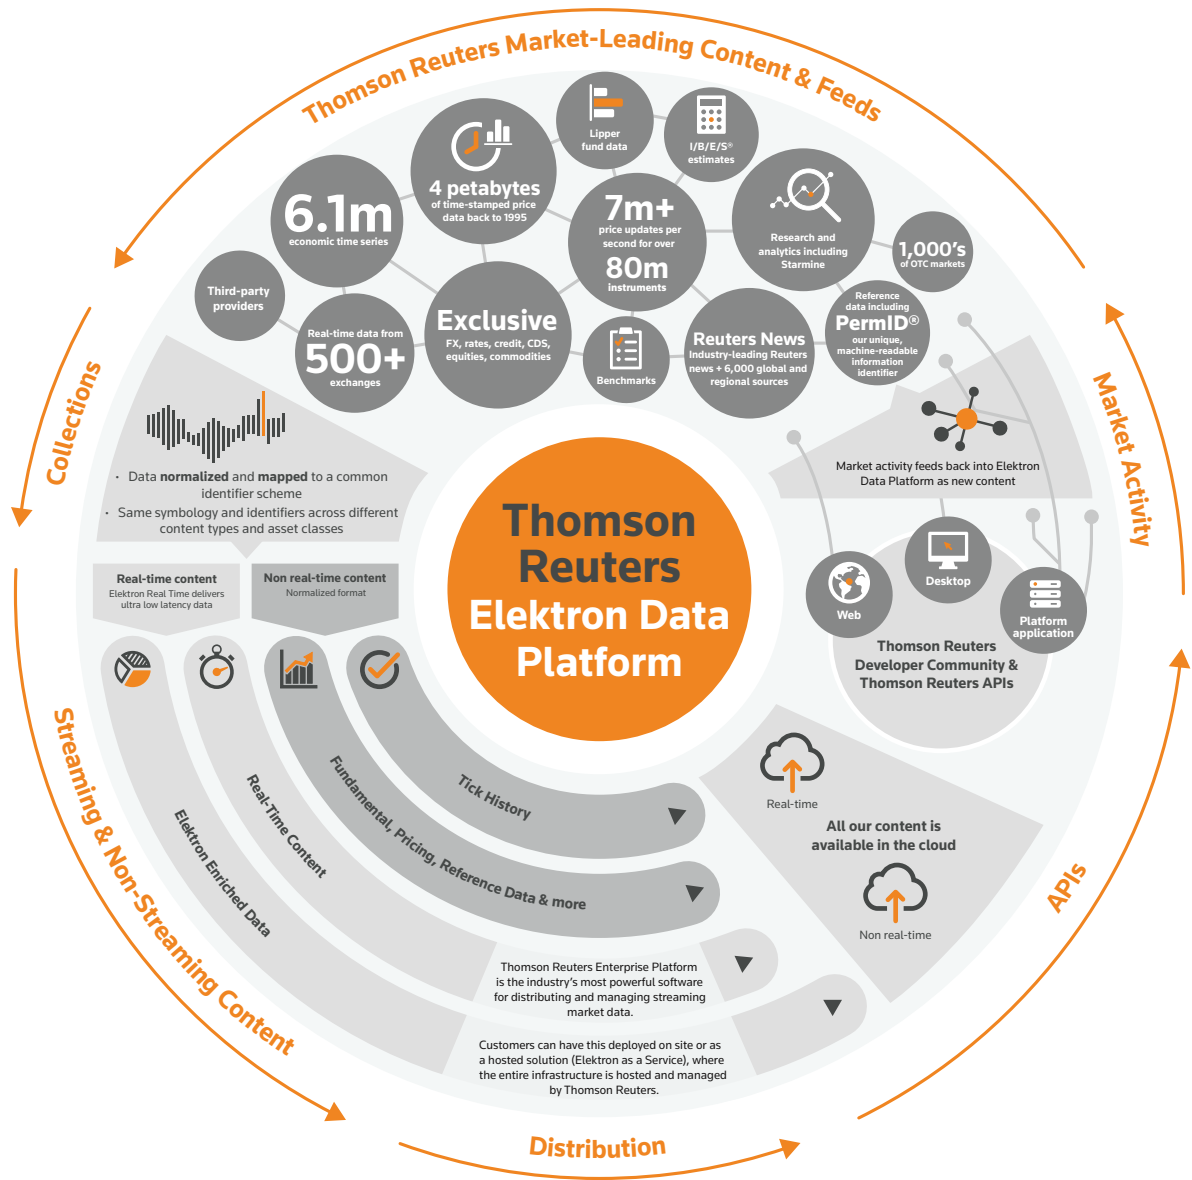 Thomson Reuters Market-Leading Content & Feeds
Lipper
fund data
I/B/E/S®
estimates
4 petabytes
of time-stamped price
data back to 1995
6.1m
economic time series
7m+
price updates per
second for over
80m
instruments
Research and
analytics including
Starmine
1,000's
of OTC markets
Third-party
providers
Real-time data from
500+
exchanges
Exclusive
FX, rates, credit, CDS,
equities, commodities
Benchmarks
Reuters News
Industry-leading Reuters
news + 6,000 global and
regional sources
Reference
data including
PermID®
our unique,
machine-readable
information
identifier
Collections
· Data normalized and mapped to a common
identifier scheme
· Same symbology and identifiers across different
content types and asset classes
Market Activity
Market activity feeds back into Elektron
Data Platform as new content
Thomson
Reuters
Elektron Data
Platform
Real-time content
Elektron Real Time delivers
ultra low latency data
Non real-time content
Normalized format
Web
Desktop
Platform
application
Thomson Reuters
Developer Community &
Thomson Reuters APIs
Streaming & Non-Streaming Content
Elektron Enriched Data
Real-Time Content
Fundamental, Pricing, Reference Data & more
Tick History
Real-time
All our content is
available in the cloud
Non real-time
APIs
Thomson Reuters Enterprise Platform
is the industry's most powerful software
for distributing and managing streaming
market data.
Customers can have this deployed on site or as
a hosted solution (Elektron as a Service), where
the entire infrastructure is hosted and managed
by Thomson Reuters.
Distribution